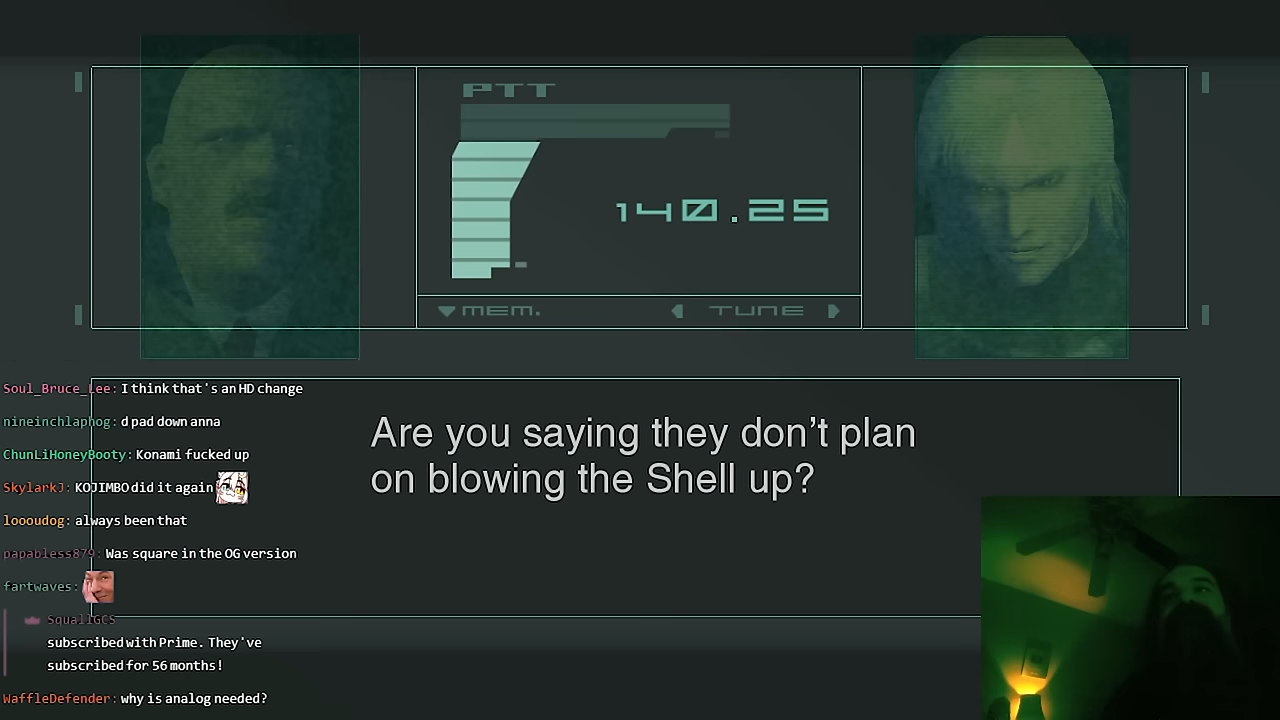 PTT
140.25
MEM.
TUNE
Are you saying they don't plan
on blowing the Shell up?
Soul_Bruce_Lee: I think that's an HD change
nineinchlaphog: d pad down anna
ChunLiHoneyBooty: Konami fucked up
SkylarkJ: KOJIMBO did it again
loooudog: always been that
papabless879: Was square in the OG version
fartwaves:
SquallGCS
subscribed with Prime. They've
subscribed for 56 months!
WaffleDefender: why is analog needed?